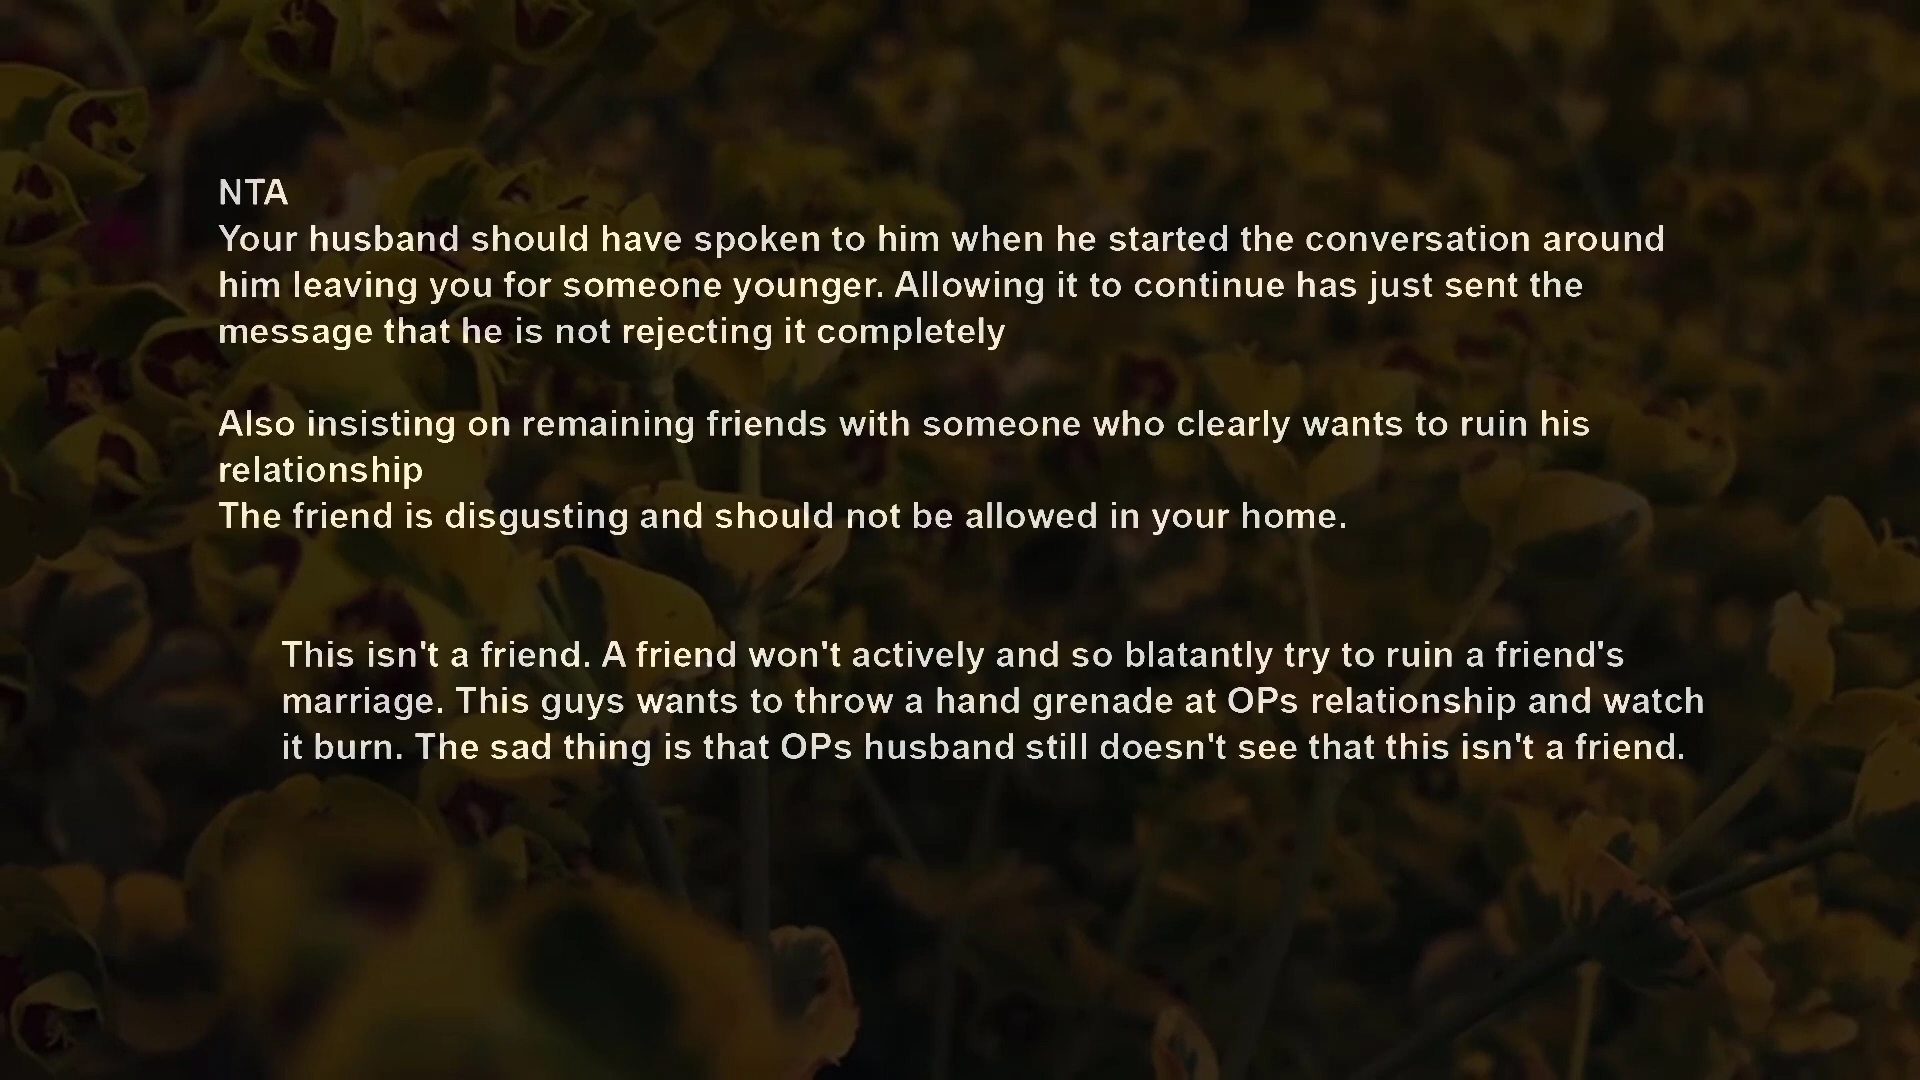 NTA
Your husband should have spoken to him when he started the conversation around
him leaving you for someone younger. Allowing it to continue has just sent the
message that he is not rejecting it completely
Also insisting on remaining friends with someone who clearly wants to ruin his
relationship
The friend is disgusting and should not be allowed in your home.
This isn't a friend. A friend won't actively and so blatantly try to ruin a friend's
marriage. This guys wants to throw a hand grenade at OPs relationship and watch
it burn. The sad thing is that OPs husband still doesn't see that this isn't a friend.